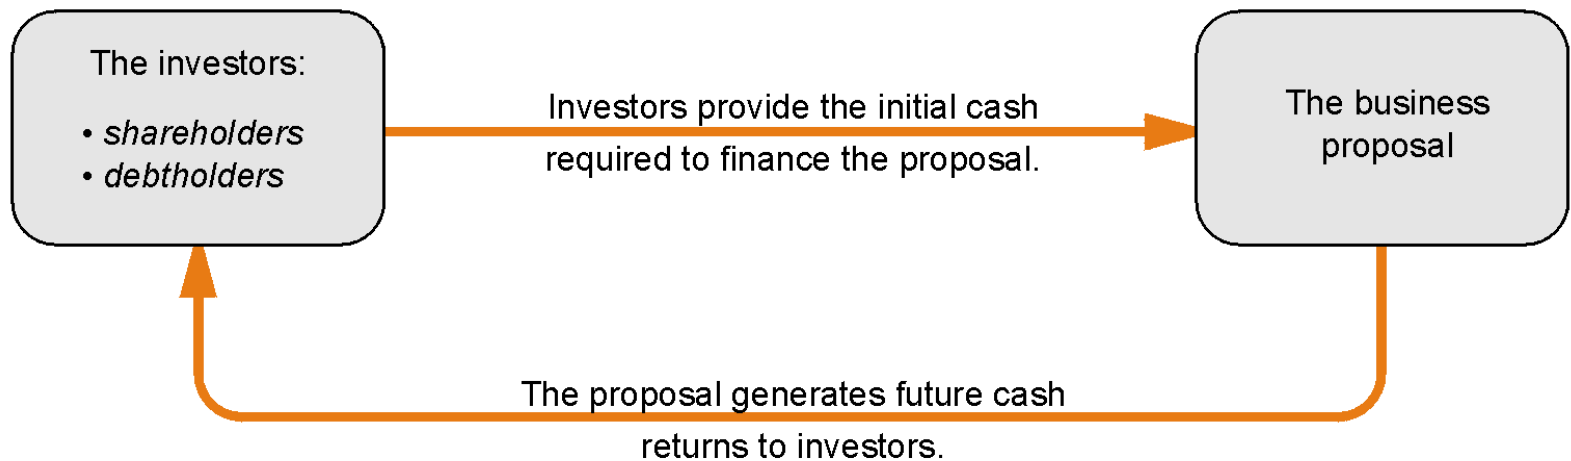 The investors:
• shareholders
• debtholders
Investors provide the initial cash
required to finance the proposal.
The business
proposal
The proposal generates future cash
returns to investors.